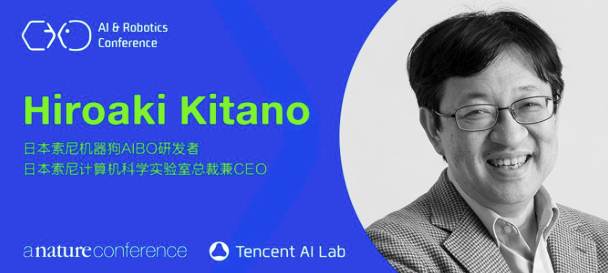 AI & Robotics
Conference
Hiroaki Kitano
日本索尼机器狗AIBO研发者
日本索尼计算机科学实验室总裁兼CEO
anatureconference
Tencent AI Lab